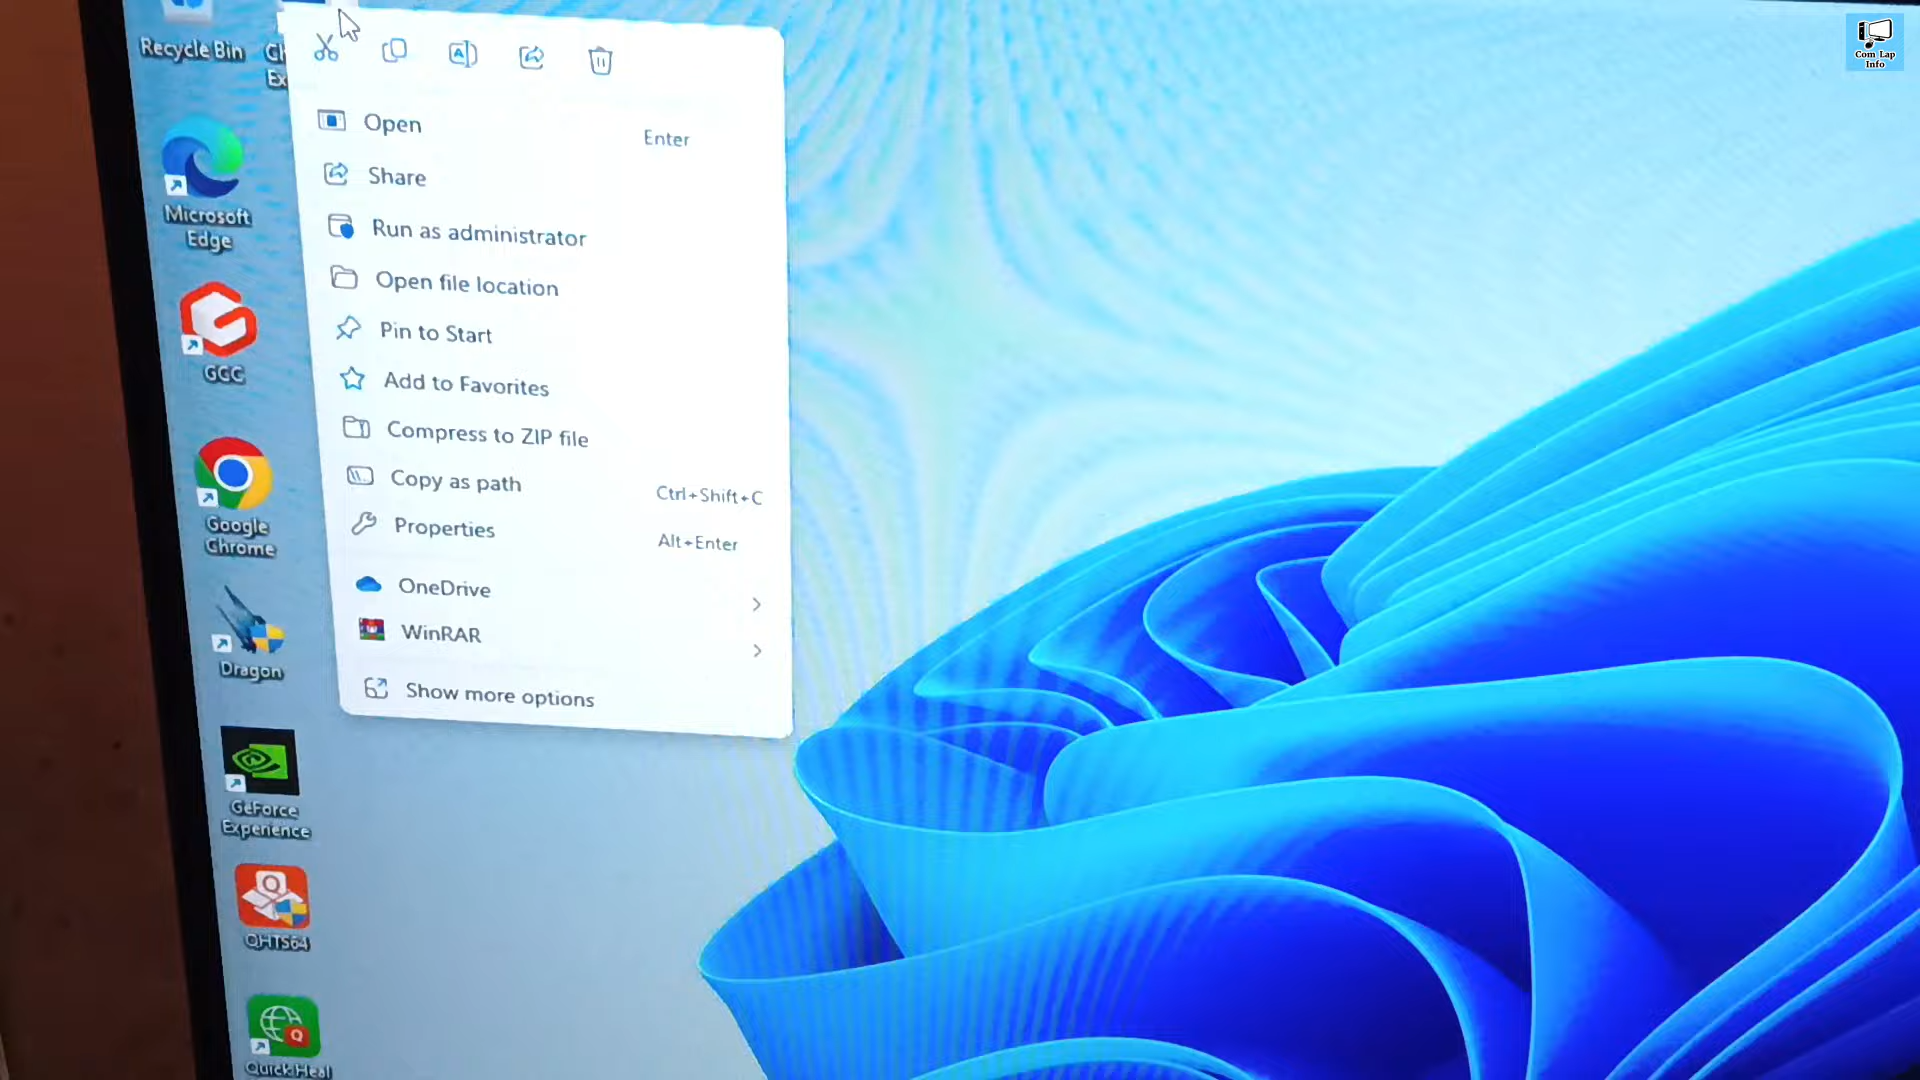 Recycle Bin
Open
Enter
Share
Run as administrator
Open file location
Pin to Start
Add to Favorites
Compress to ZIP file
Copy as path
Ctrl+Shift+C
Properties
Alt+Enter
OneDrive
WinRAR
Show more options
Microsoft
Edge
GGC
Google
Chrome
Dragon
GeForce
Experience
QHTS64
Quick Heal
Com Lap
Info